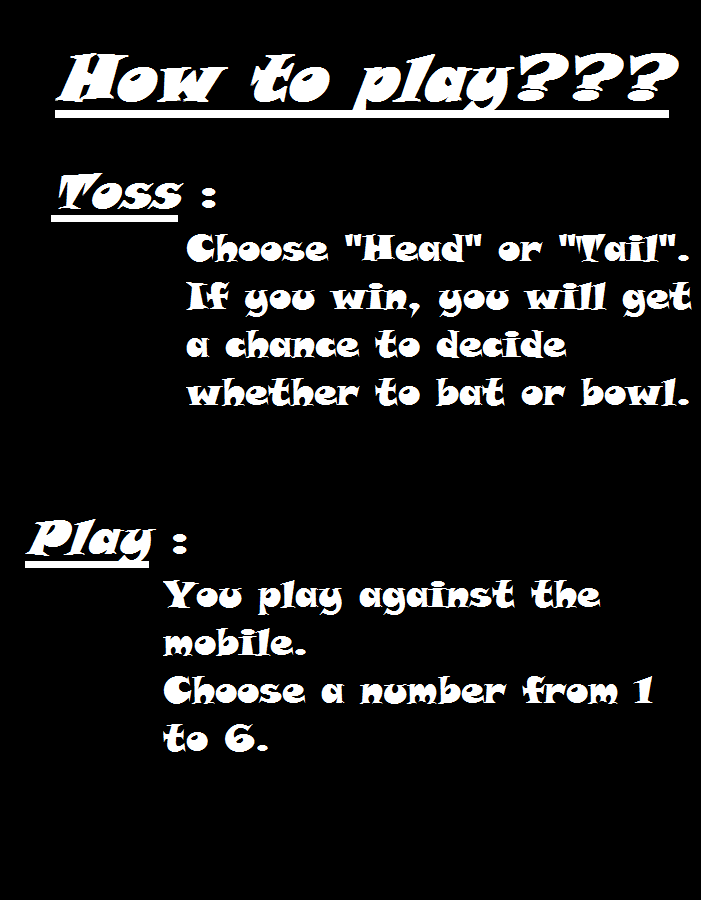 How to play???
Toss :
Choose "Head" or "Tail".
If you win, you will get
a chance to decide
whether to bat or bowl.
Play :
You play against the
mobile.
Choose a number from 1
to 6.